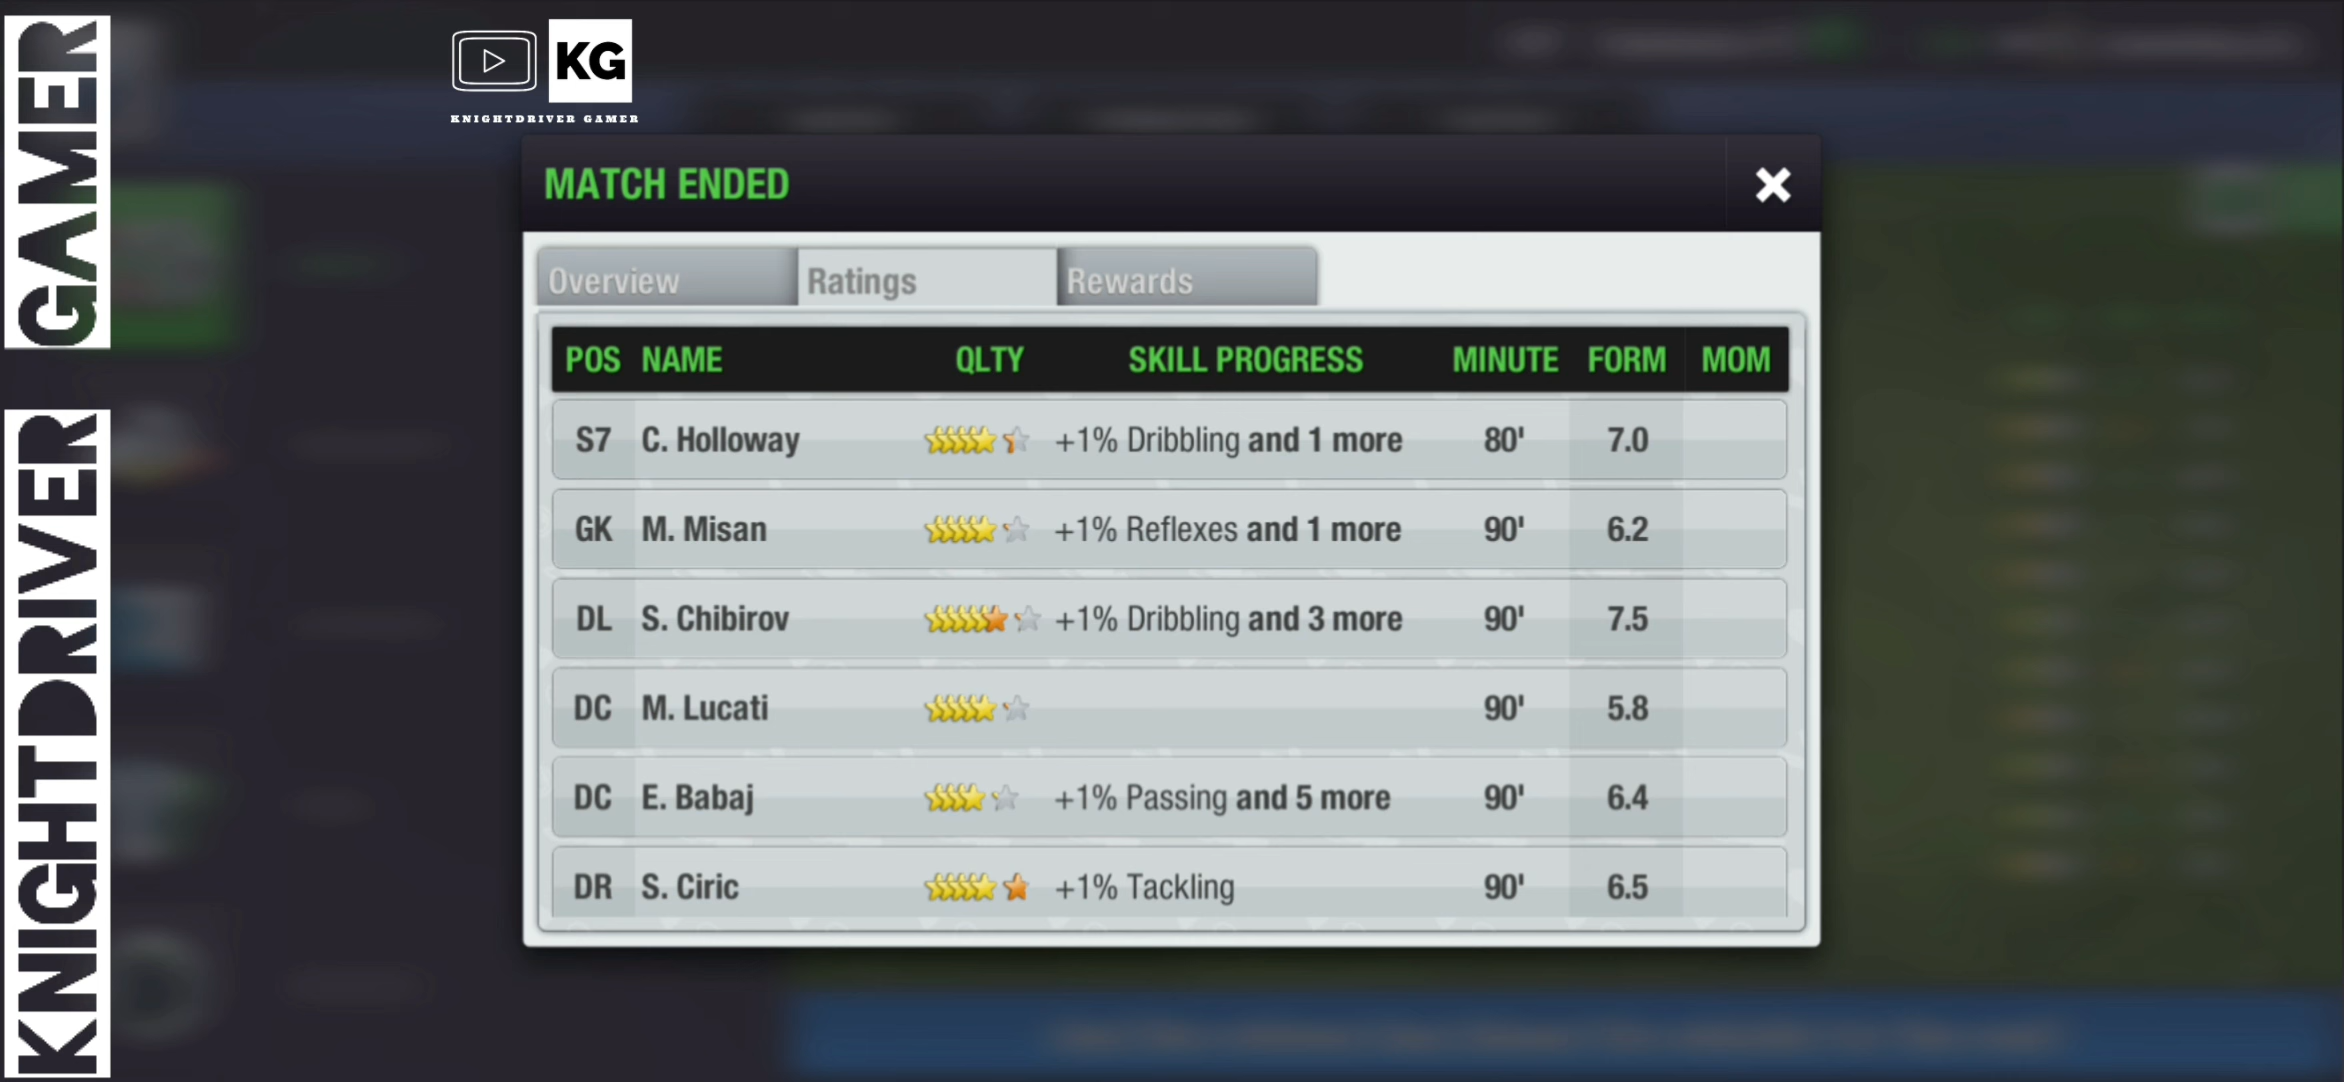 KNIGHTDRIVER GAMER
KG
KNIGHTDRIVER GAMER
MATCH ENDED
Overview Ratings Rewards
POS NAME QLTY SKILL PROGRESS MINUTE FORM MOM
S7 C. Holloway +1% Dribbling and 1 more 80' 7.0
GK M. Misan +1% Reflexes and 1 more 90' 6.2
DL S. Chibirov +1% Dribbling and 3 more 90' 7.5
DC M. Lucati 90' 5.8
DC E. Babaj +1% Passing and 5 more 90' 6.4
DR S. Ciric +1% Tackling 90' 6.5